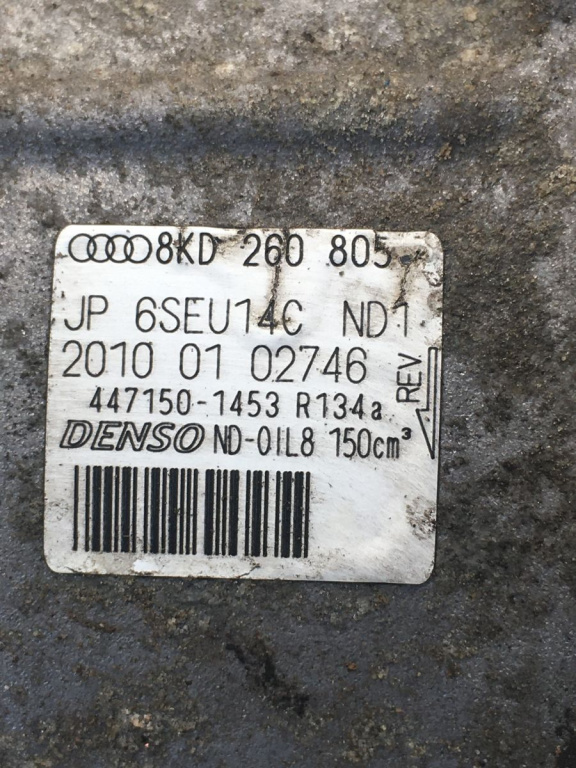 8KD 260 805
JP 6SEU14C ND1
2010 01 02746
447150-1453 R134a
REV.
DENSO ND-OIL8 150cm³